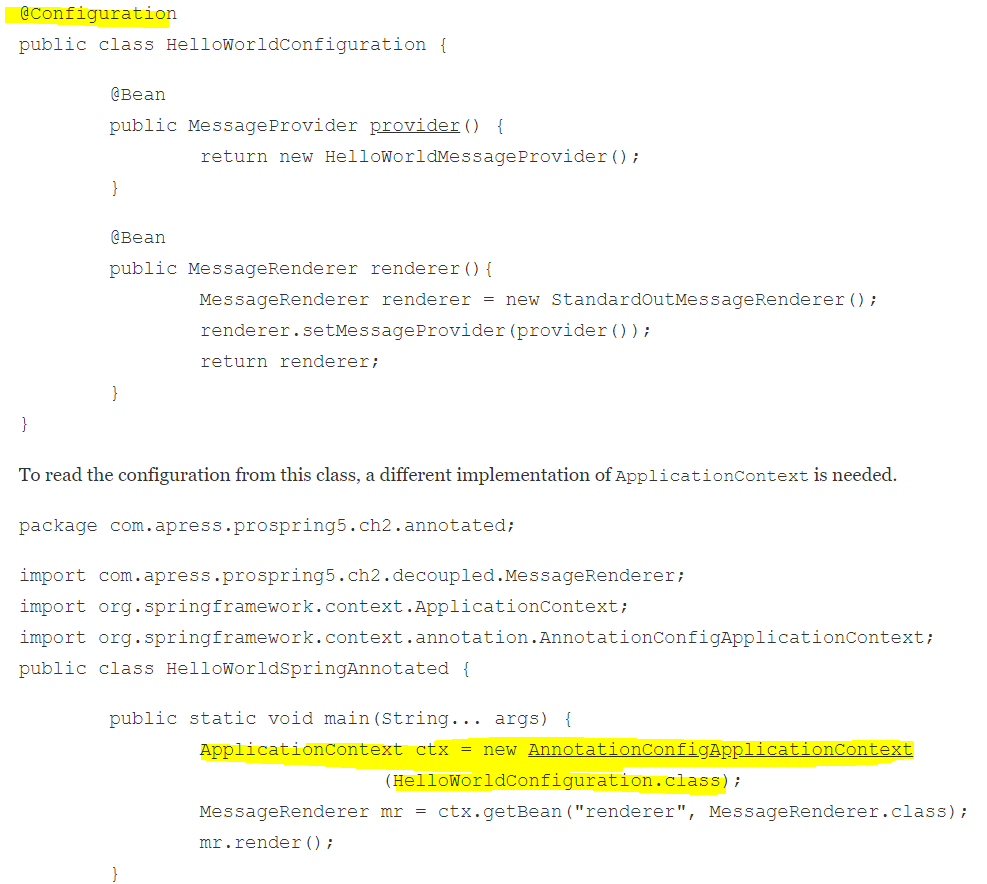 @Configuration
public class HelloWorldConfiguration {
@Bean
public MessageProvider provider() {
return new HelloWorldMessageProvider();
}
@Bean
public MessageRenderer renderer(){
MessageRenderer renderer = new StandardOutMessageRenderer();
renderer.setMessageProvider(provider());
return renderer;
}
}
To read the configuration from this class, a different implementation of ApplicationContext is needed.
package com.apress.prospring5.ch2.annotated;
import com.apress.prospring5.ch2.decoupled.MessageRenderer;
import org.springframework.context.ApplicationContext;
import org.springframework.context.annotation.AnnotationConfigApplicationContext;
public class HelloWorldSpringAnnotated {
public static void main(String... args) {
ApplicationContext ctx = new AnnotationConfigApplicationContext
(HelloWorldConfiguration.class);
MessageRenderer mr = ctx.getBean("renderer", MessageRenderer.class);
mr.render();
}